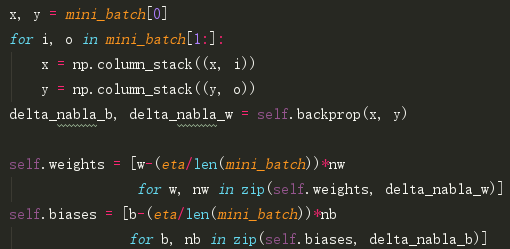 x, y = mini_batch[0]
for i, o in mini_batch[1:]:
x = np.column_stack((x, i))
y = np.column_stack((y, o))
delta_nabla_b, delta_nabla_w = self.backprop(x, y)
self.weights = [w-(eta/len(mini_batch))*nw
for w, nw in zip(self.weights, delta_nabla_w)]
self.biases = [b-(eta/len(mini_batch))*nb
for b, nb in zip(self.biases, delta_nabla_b)]